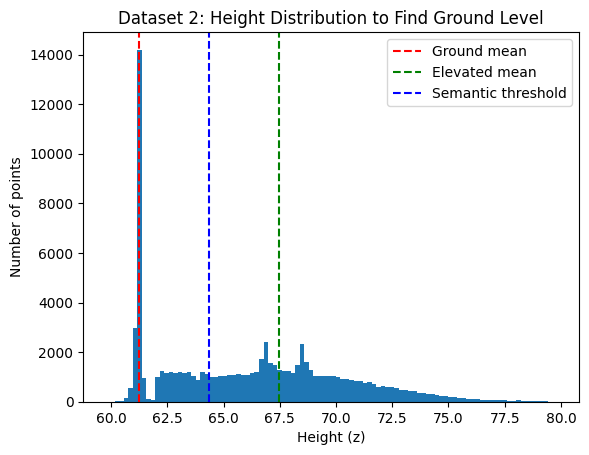 Dataset 2: Height Distribution to Find Ground Level
Ground mean
Elevated mean
Semantic threshold
Number of points
14000
12000
10000
8000
6000
4000
2000
0
60.0 62.5 65.0 67.5 70.0 72.5 75.0 77.5 80.0
Height (z)